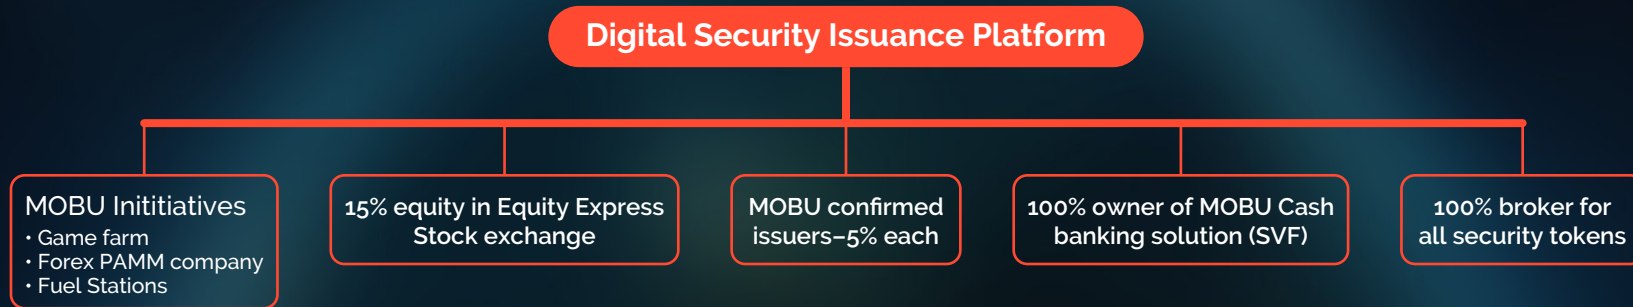 Digital Security Issuance Platform
MOBU Inititiatives
• Game farm
• Forex PAMM company
• Fuel Stations
15% equity in Equity Express
Stock exchange
MOBU confirmed
issuers–5% each
100% owner of MOBU Cash
banking solution (SVF)
100% broker for
all security tokens